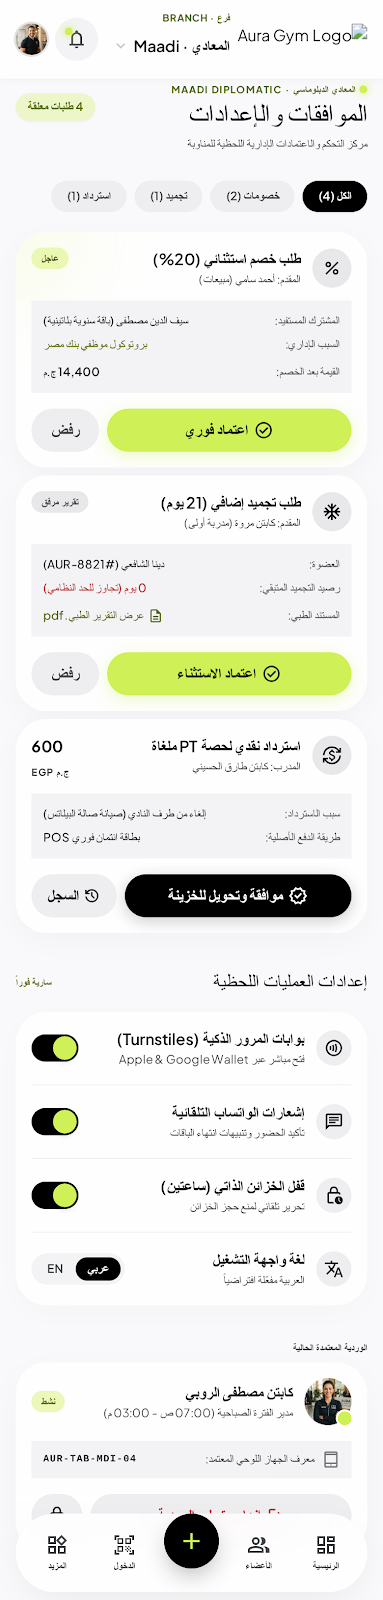 Aura Gym Logo
فرع · BRANCH
المعادي · Maadi
المعادي الدبلوماسي · MAADI DIPLOMATIC
الموافقات والإعدادات
4 طلبات معلقة
مركز التحكم والاعتمادات الإدارية اللحظية للمناوبة
الكل (4)
خصومات (2)
تجميد (1)
استرداد (1)
طلب خصم استثنائي (20%)
عاجل
المقدم: أحمد سامي (مبيعات)
المشترك المستفيد:
سيف الدين مصطفى (باقة سنوية بلاتينية)
السبب الإداري:
بروتوكول موظفي بنك مصر
القيمة بعد الخصم:
14,400 ج.م
اعتماد فوري
رفض
طلب تجميد إضافي (21 يوم)
تقرير مرفق
المقدم: كابتن مروة (مدربة أولى)
العضوة:
دينا الشافعي (#AUR-8821)
رصيد التجميد المتبقي:
0 يوم (تجاوز للحد النظامي)
المستند الطبي:
عرض التقرير الطبي.pdf
اعتماد الاستثناء
رفض
استرداد نقدي لحصة PT ملغاة
600
المدرب: كابتن طارق الحسيني
ج.م EGP
سبب الاسترداد:
إلغاء من طرف النادي (صيانة صالة البيلاتس)
طريقة الدفع الأصلية:
بطاقة ائتمان فوري POS
موافقة وتحويل للخزينة
السجل
إعدادات العمليات اللحظية
سارية فوراً
بوابات المرور الذكية (Turnstiles)
فتح مباشر عبر Apple & Google Wallet
إشعارات الواتساب التلقائية
تأكيد الحضور وتنبيهات انتهاء الباقات
قفل الخزائن الذاتي (ساعتين)
تحرير تلقائي لمنع حجز الخزائن
لغة واجهة التشغيل
عربي
EN
العربية مفعّلة افتراضياً
الوردية المعتمدة الحالية
كابتن مصطفى الروبي
نشط
مدير الفترة الصباحية (07:00 ص - 03:00 م)
معرف الجهاز اللوحي المعتمد:
AUR-TAB-MDI-04
الرئيسية
الأعضاء
الدخول
المزيد